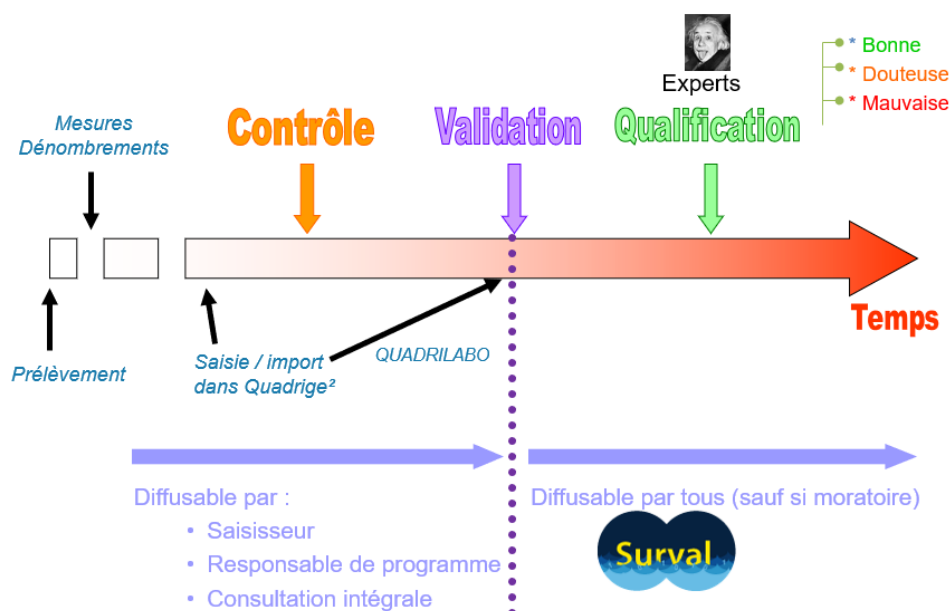 Experts
* Bonne
* Douteuse
* Mauvaise
Mesures
Dénombrements
Contrôle
Validation
Qualification
Temps
Prélèvement
Saisie / import
dans Quadrige²
QUADRILABO
Diffusable par :
• Saisisseur
• Responsable de programme
• Consultation intégrale
Diffusable par tous (sauf si moratoire)
Surval